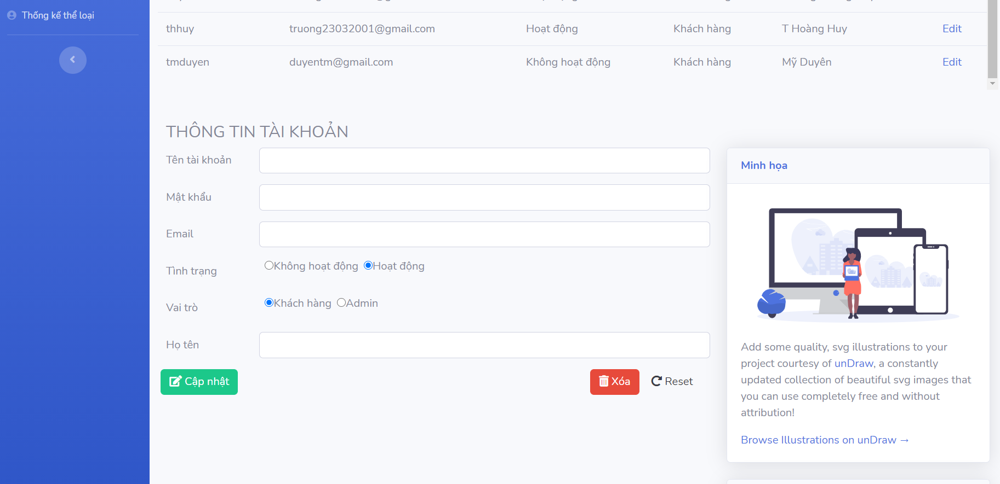 Thống kế thể loại
thhuy truong23032001@gmail.com Hoạt động Khách hàng T Hoàng Huy Edit
tmduyen duyentm@gmail.com Không hoạt động Khách hàng Mỹ Duyên Edit
THÔNG TIN TÀI KHOẢN
Tên tài khoản
Mật khẩu
Email
Tình trạng Không hoạt động Hoạt động
Vai trò Khách hàng Admin
Họ tên
Cập nhật Xóa Reset
Minh họa
Add some quality, svg illustrations to your
project courtesy of unDraw, a constantly
updated collection of beautiful svg images that
you can use completely free and without
attribution!
Browse Illustrations on unDraw →